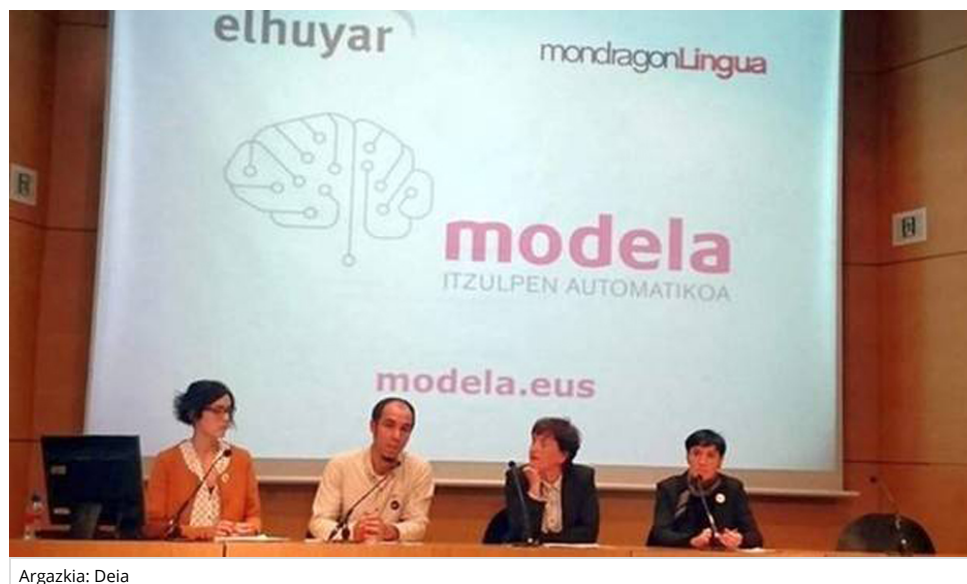 elhuyar
mondragonLingua
modela
ITZULPEN AUTOMATIKOA
modela.eus
Argazkia: Deia